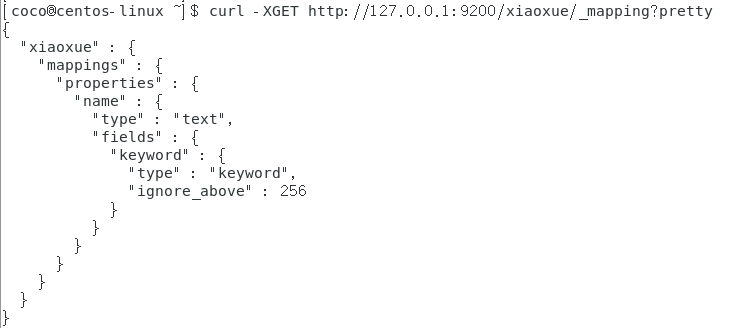 [coco@centos-linux ~]$ curl -XGET http://127.0.0.1:9200/xiaoxue/_mapping?pretty
{
  "xiaoxue" : {
    "mappings" : {
      "properties" : {
        "name" : {
          "type" : "text",
          "fields" : {
            "keyword" : {
              "type" : "keyword",
              "ignore_above" : 256
            }
          }
        }
      }
    }
  }
}